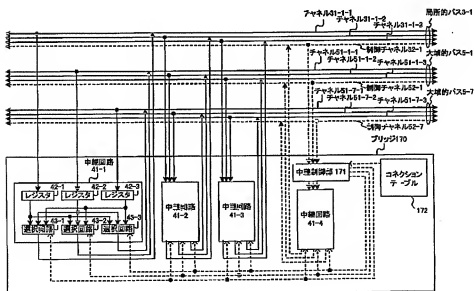 チャネル31-1-1
チャネル31-1-2
チャネル31-1-3
局所的バス3-1
制御チャネル32-1
大域的バス5-1
チャネル51-1-1
チャネル51-1-2
チャネル51-1-3
制御チャネル52-1
大域的バス5-7
チャネル51-7-1
チャネル51-7-2
チャネル51-7-3
制御チャネル52-7
ブリッジ170
中継回路
41-1
42-1
42-2
42-3
レジスタ
レジスタ
レジスタ
43-1
43-2
43-3
選択回路
選択回路
選択回路
中継回路
41-2
中継回路
41-3
中継制御部 171
中継回路
41-4
コネクション
テーブル
172